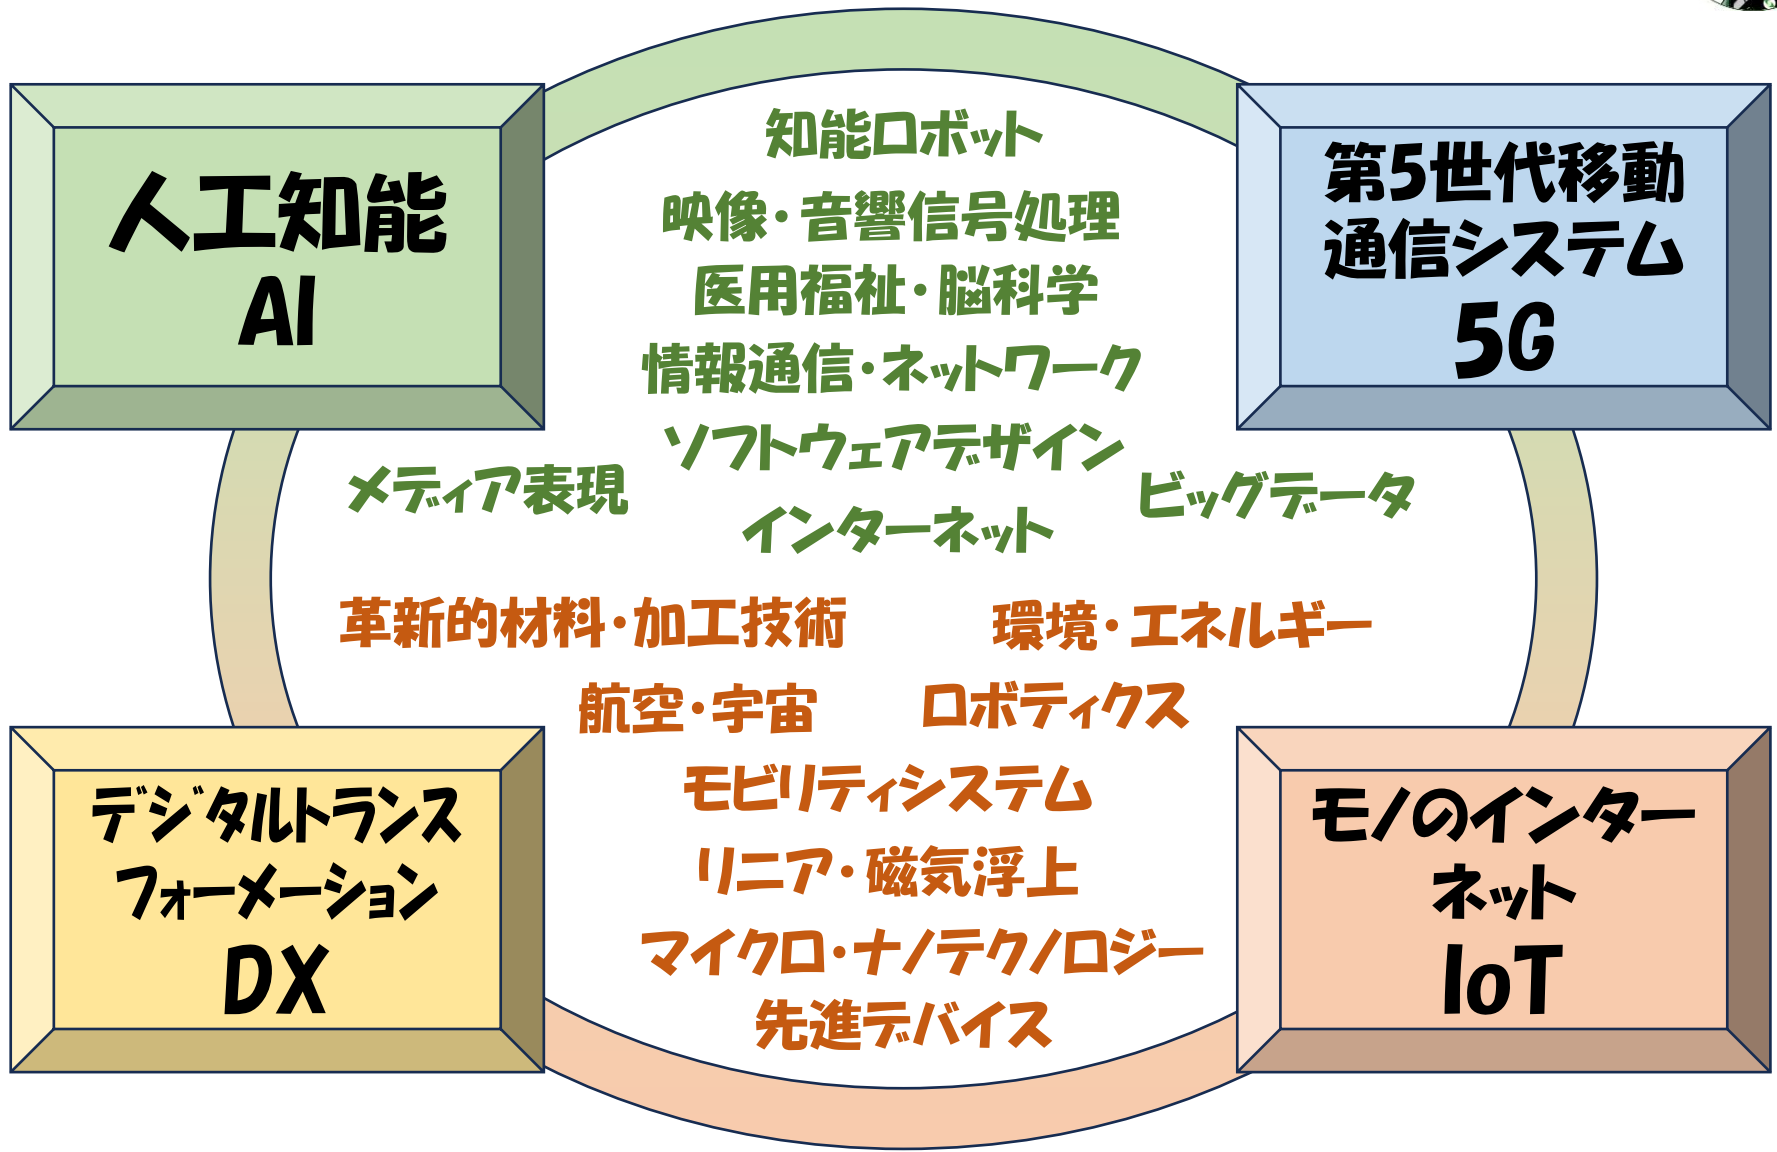 人工知能
AI
第5世代移動
通信システム
5G
知能ロボット
映像・音響信号処理
医用福祉・脳科学
情報通信・ネットワーク
ソフトウェアデザイン
メディア表現
ビッグデータ
インターネット
革新的材料・加工技術
環境・エネルギー
航空・宇宙
ロボティクス
モビリティシステム
リニア・磁気浮上
マイクロ・ナノテクノロジー
先進デバイス
デジタルトランス
フォーメーション
DX
モノのインター
ネット
IoT